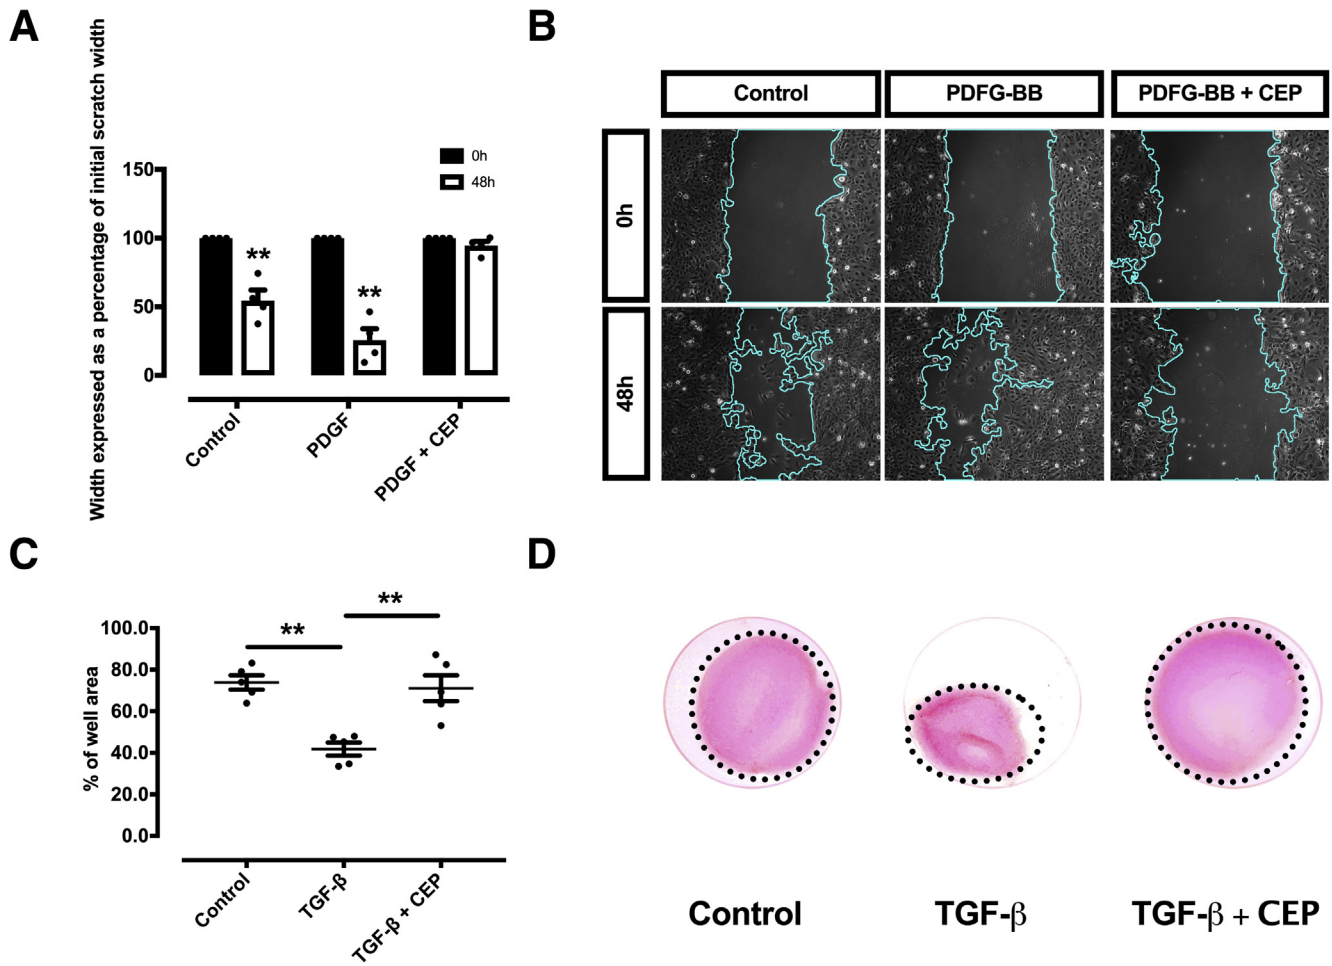 A
Width expressed as a percentage of initial scratch width
150
100
50
0
0h
48h
**
**
Control
PDGF
PDGF + CEP
B
Control
PDFG-BB
PDFG-BB + CEP
0h
48h
C
% of well area
100.0
80.0
60.0
40.0
20.0
0.0
**
**
Control
TGF-β
TGF-β + CEP
D
Control
TGF-β
TGF-β + CEP